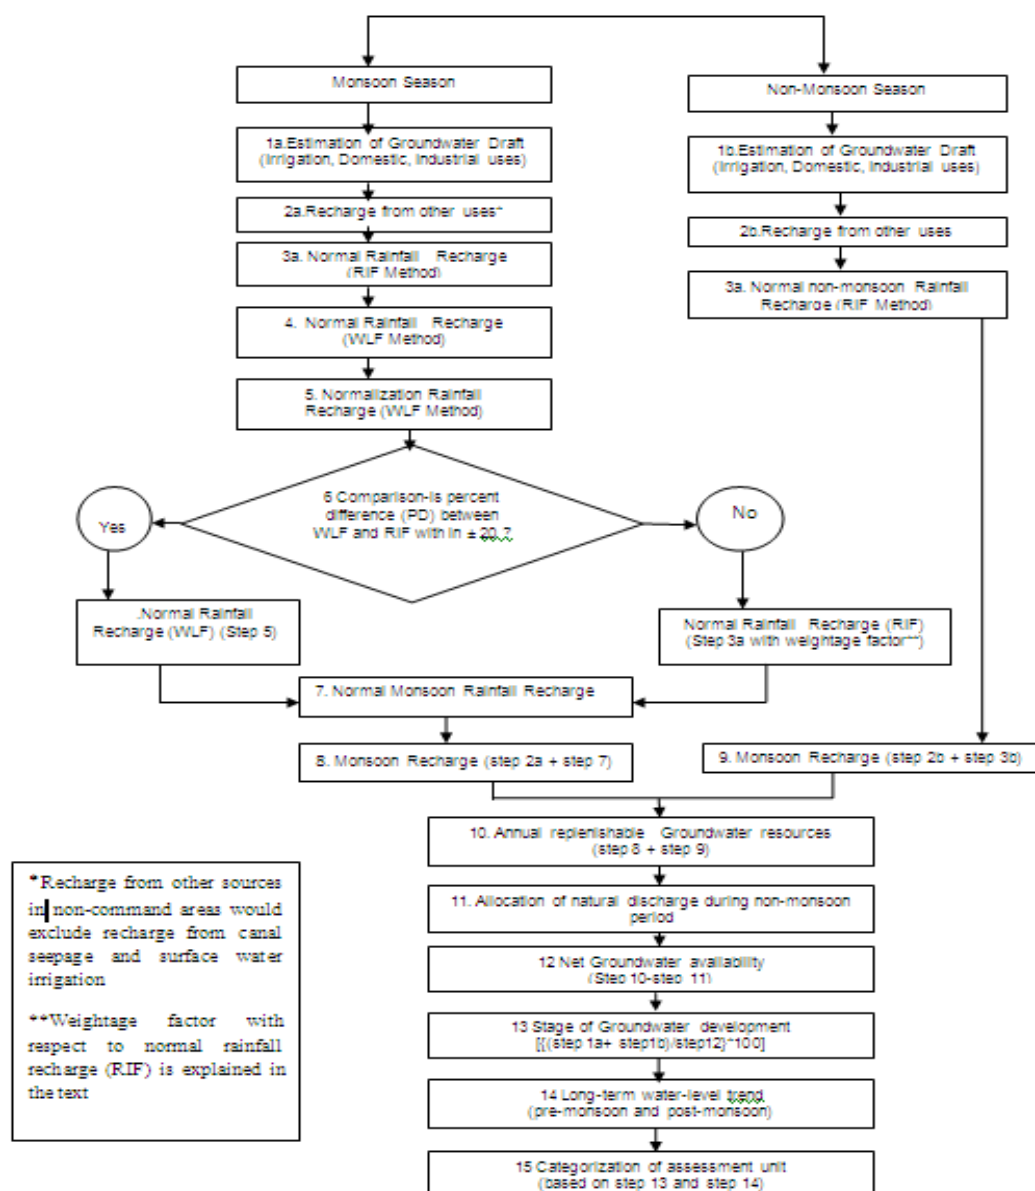 Monsoon Season
Non-Monsoon Season
1a.Estimation of Groundwater Draft
(Irrigation, Domestic, Industrial uses)
1b.Estimation of Groundwater Draft
(Irrigation, Domestic, Industrial uses)
2a.Recharge from other uses*
2b.Recharge from other uses
3a. Normal Rainfall Recharge
(RIF Method)
3a. Normal non-monsoon Rainfall
Recharge (RIF Method)
4. Normal Rainfall Recharge
(WLF Method)
5. Normalization Rainfall
Recharge (WLF Method)
6 Comparison-is percent
difference (PD) between
WLF and RIF with in ± 20 ?
Yes
No
.Normal Rainfall
Recharge (WLF) (Step 5)
Normal Rainfall Recharge (RIF)
(Step 3a with weightage factor**)
7. Normal Monsoon Rainfall Recharge
8. Monsoon Recharge (step 2a + step 7)
9. Monsoon Recharge (step 2b + step 3b)
10. Annual replenishable Groundwater resources
(step 8 + step 9)
11. Allocation of natural discharge during non-monsoon
period
12 Net Groundwater availability
(Step 10-step 11)
13 Stage of Groundwater development
[{(step 1a+ step1b)/step12}*100]
14 Long-term water-level trend
(pre-monsoon and post-monsoon)
15 Categorization of assessment unit
(based on step 13 and step 14)
*Recharge from other sources
in non-command areas would
exclude recharge from canal
seepage and surface water
irrigation
**Weightage factor with
respect to normal rainfall
recharge (RIF) is explained in
the text